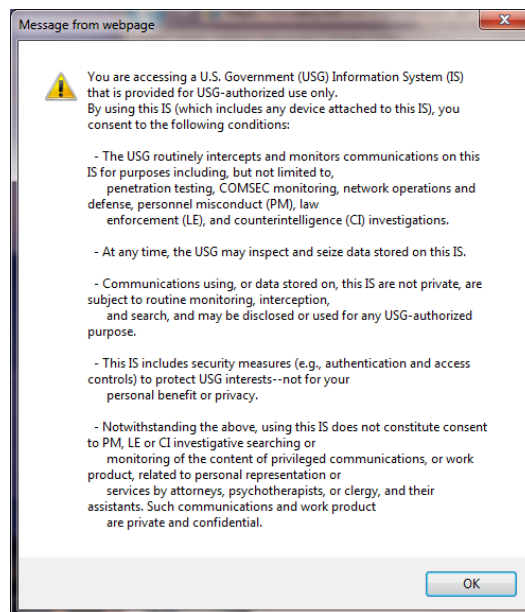 Message from webpage
You are accessing a U.S. Government (USG) Information System (IS)
that is provided for USG-authorized use only.
By using this IS (which includes any device attached to this IS), you
consent to the following conditions:
- The USG routinely intercepts and monitors communications on this
IS for purposes including, but not limited to,
penetration testing, COMSEC monitoring, network operations and
defense, personnel misconduct (PM), law
enforcement (LE), and counterintelligence (CI) investigations.
- At any time, the USG may inspect and seize data stored on this IS.
- Communications using, or data stored on, this IS are not private, are
subject to routine monitoring, interception,
and search, and may be disclosed or used for any USG-authorized
purpose.
- This IS includes security measures (e.g., authentication and access
controls) to protect USG interests--not for your
personal benefit or privacy.
- Notwithstanding the above, using this IS does not constitute consent
to PM, LE or CI investigative searching or
monitoring of the content of privileged communications, or work
product, related to personal representation or
services by attorneys, psychotherapists, or clergy, and their
assistants. Such communications and work product
are private and confidential.
OK